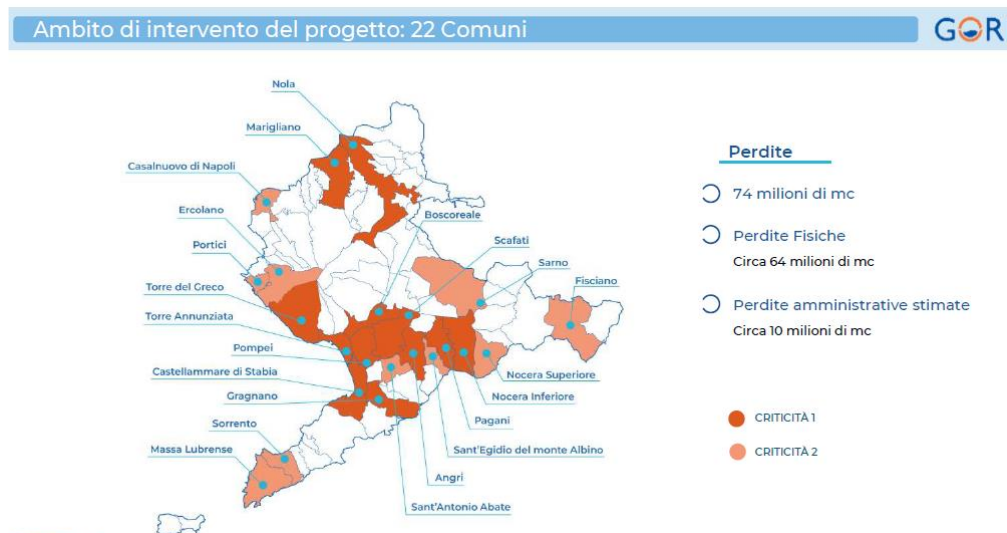 Ambito di intervento del progetto: 22 Comuni
GORI
Nola
Marigliano
Casalnuovo di Napoli
Ercolano
Portici
Torre del Greco
Torre Annunziata
Pompei
Castellammare di Stabia
Gragnano
Sorrento
Massa Lubrense
Boscoreale
Scafati
Sarno
Fisciano
Nocera Superiore
Nocera Inferiore
Pagani
Sant'Egidio del monte Albino
Angri
Sant'Antonio Abate
Perdite
74 milioni di mc
Perdite Fisiche
Circa 64 milioni di mc
Perdite amministrative stimate
Circa 10 milioni di mc
CRITICITÀ 1
CRITICITÀ 2